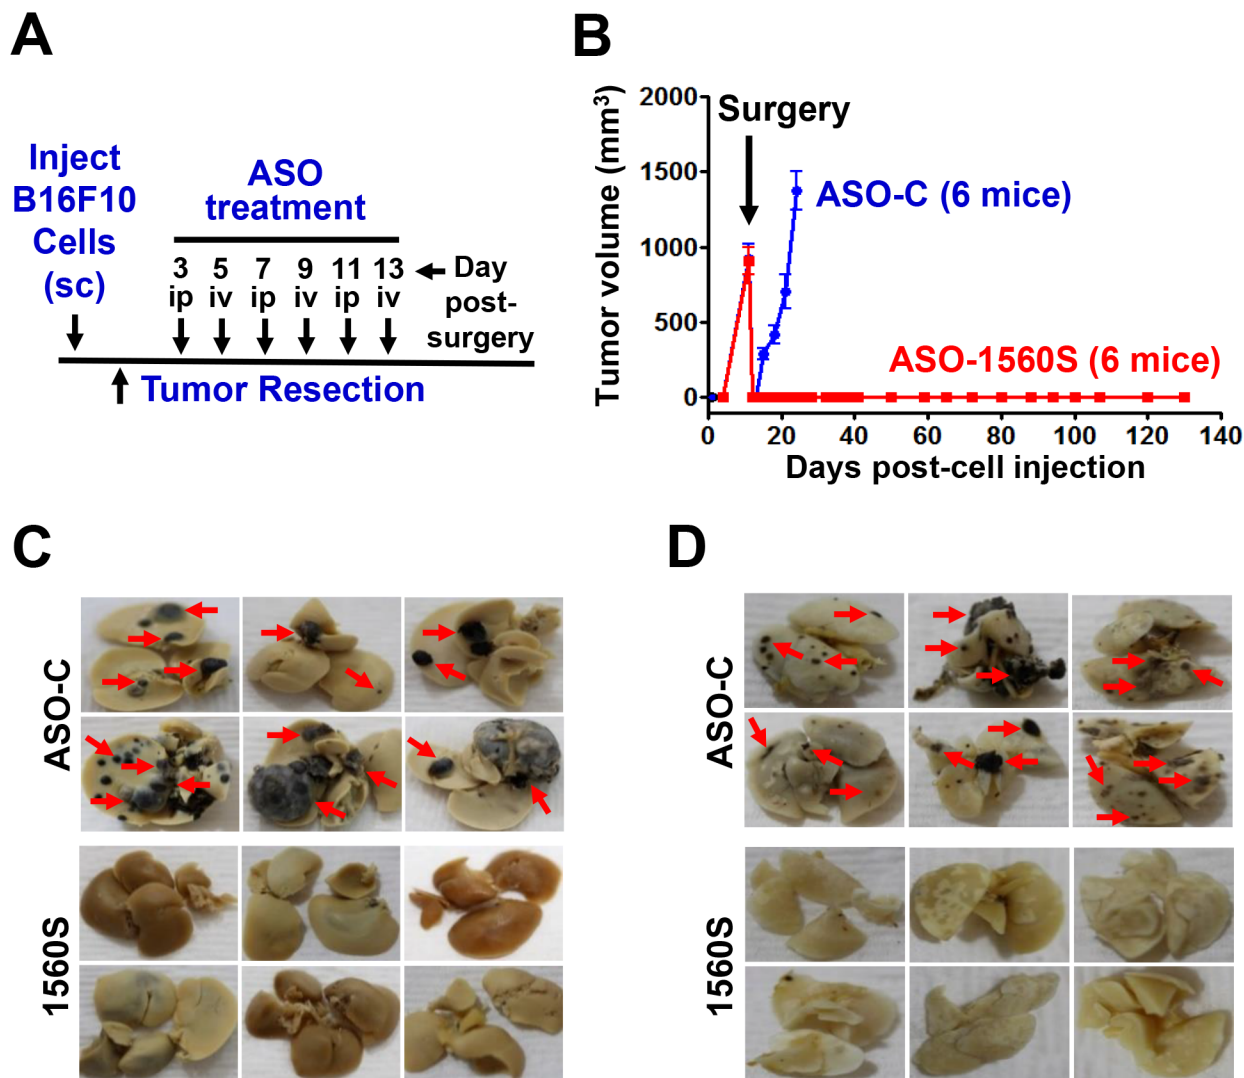 A
Inject
B16F10
Cells
(sc)
ASO
treatment
3 5 7 9 11 13
ip iv ip iv ip iv
Day
post-
surgery
Tumor Resection
B
Tumor volume (mm³)
2000
1500
1000
500
0
Surgery
ASO-C (6 mice)
ASO-1560S (6 mice)
0 20 40 60 80 100 120 140
Days post-cell injection
C
ASO-C
1560S
D
ASO-C
1560S